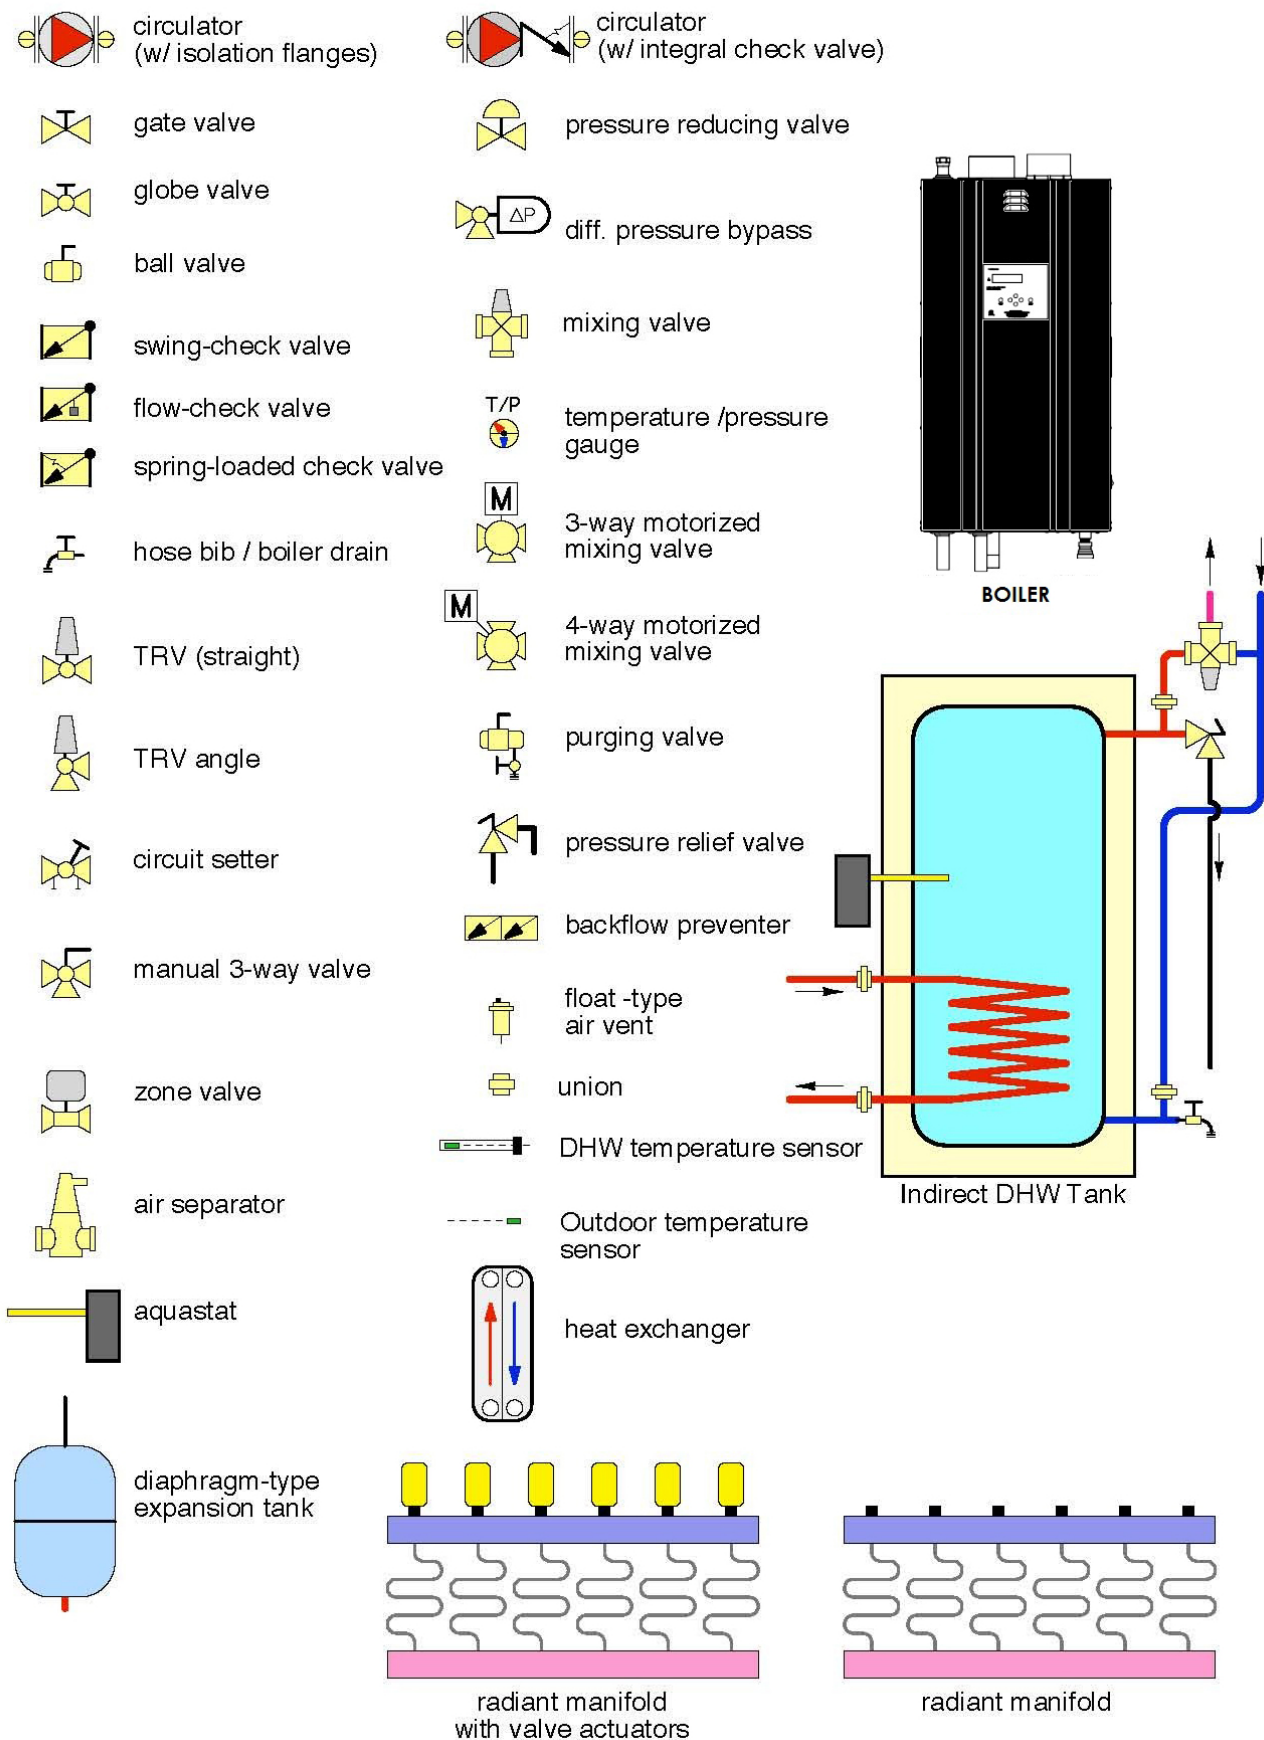 circulator
(w/ isolation flanges)
gate valve
globe valve
ball valve
swing-check valve
flow-check valve
spring-loaded check valve
hose bib / boiler drain
TRV (straight)
TRV angle
circuit setter
manual 3-way valve
zone valve
air separator
aquastat
diaphragm-type
expansion tank
circulator
(w/ integral check valve)
pressure reducing valve
ΔP
diff. pressure bypass
mixing valve
T/P
temperature /pressure
gauge
M
3-way motorized
mixing valve
M
4-way motorized
mixing valve
purging valve
pressure relief valve
backflow preventer
float -type
air vent
union
DHW temperature sensor
Outdoor temperature
sensor
heat exchanger
BOILER
Indirect DHW Tank
radiant manifold
with valve actuators
radiant manifold